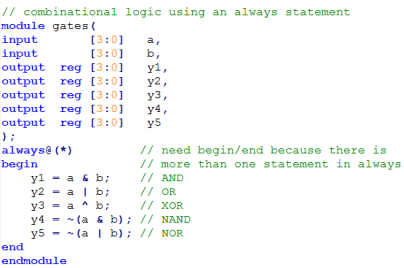 // combinational logic using an always statement
module gates(
input        [3:0]   a,
input        [3:0]   b,
output  reg [3:0]   y1,
output  reg [3:0]   y2,
output  reg [3:0]   y3,
output  reg [3:0]   y4,
output  reg [3:0]   y5
);
always@(*)         // need begin/end because there is
begin              // more than one statement in always
    y1 = a & b;    // AND
    y2 = a | b;    // OR
    y3 = a ^ b;    // XOR
    y4 = ~(a & b); // NAND
    y5 = ~(a | b); // NOR
end
endmodule